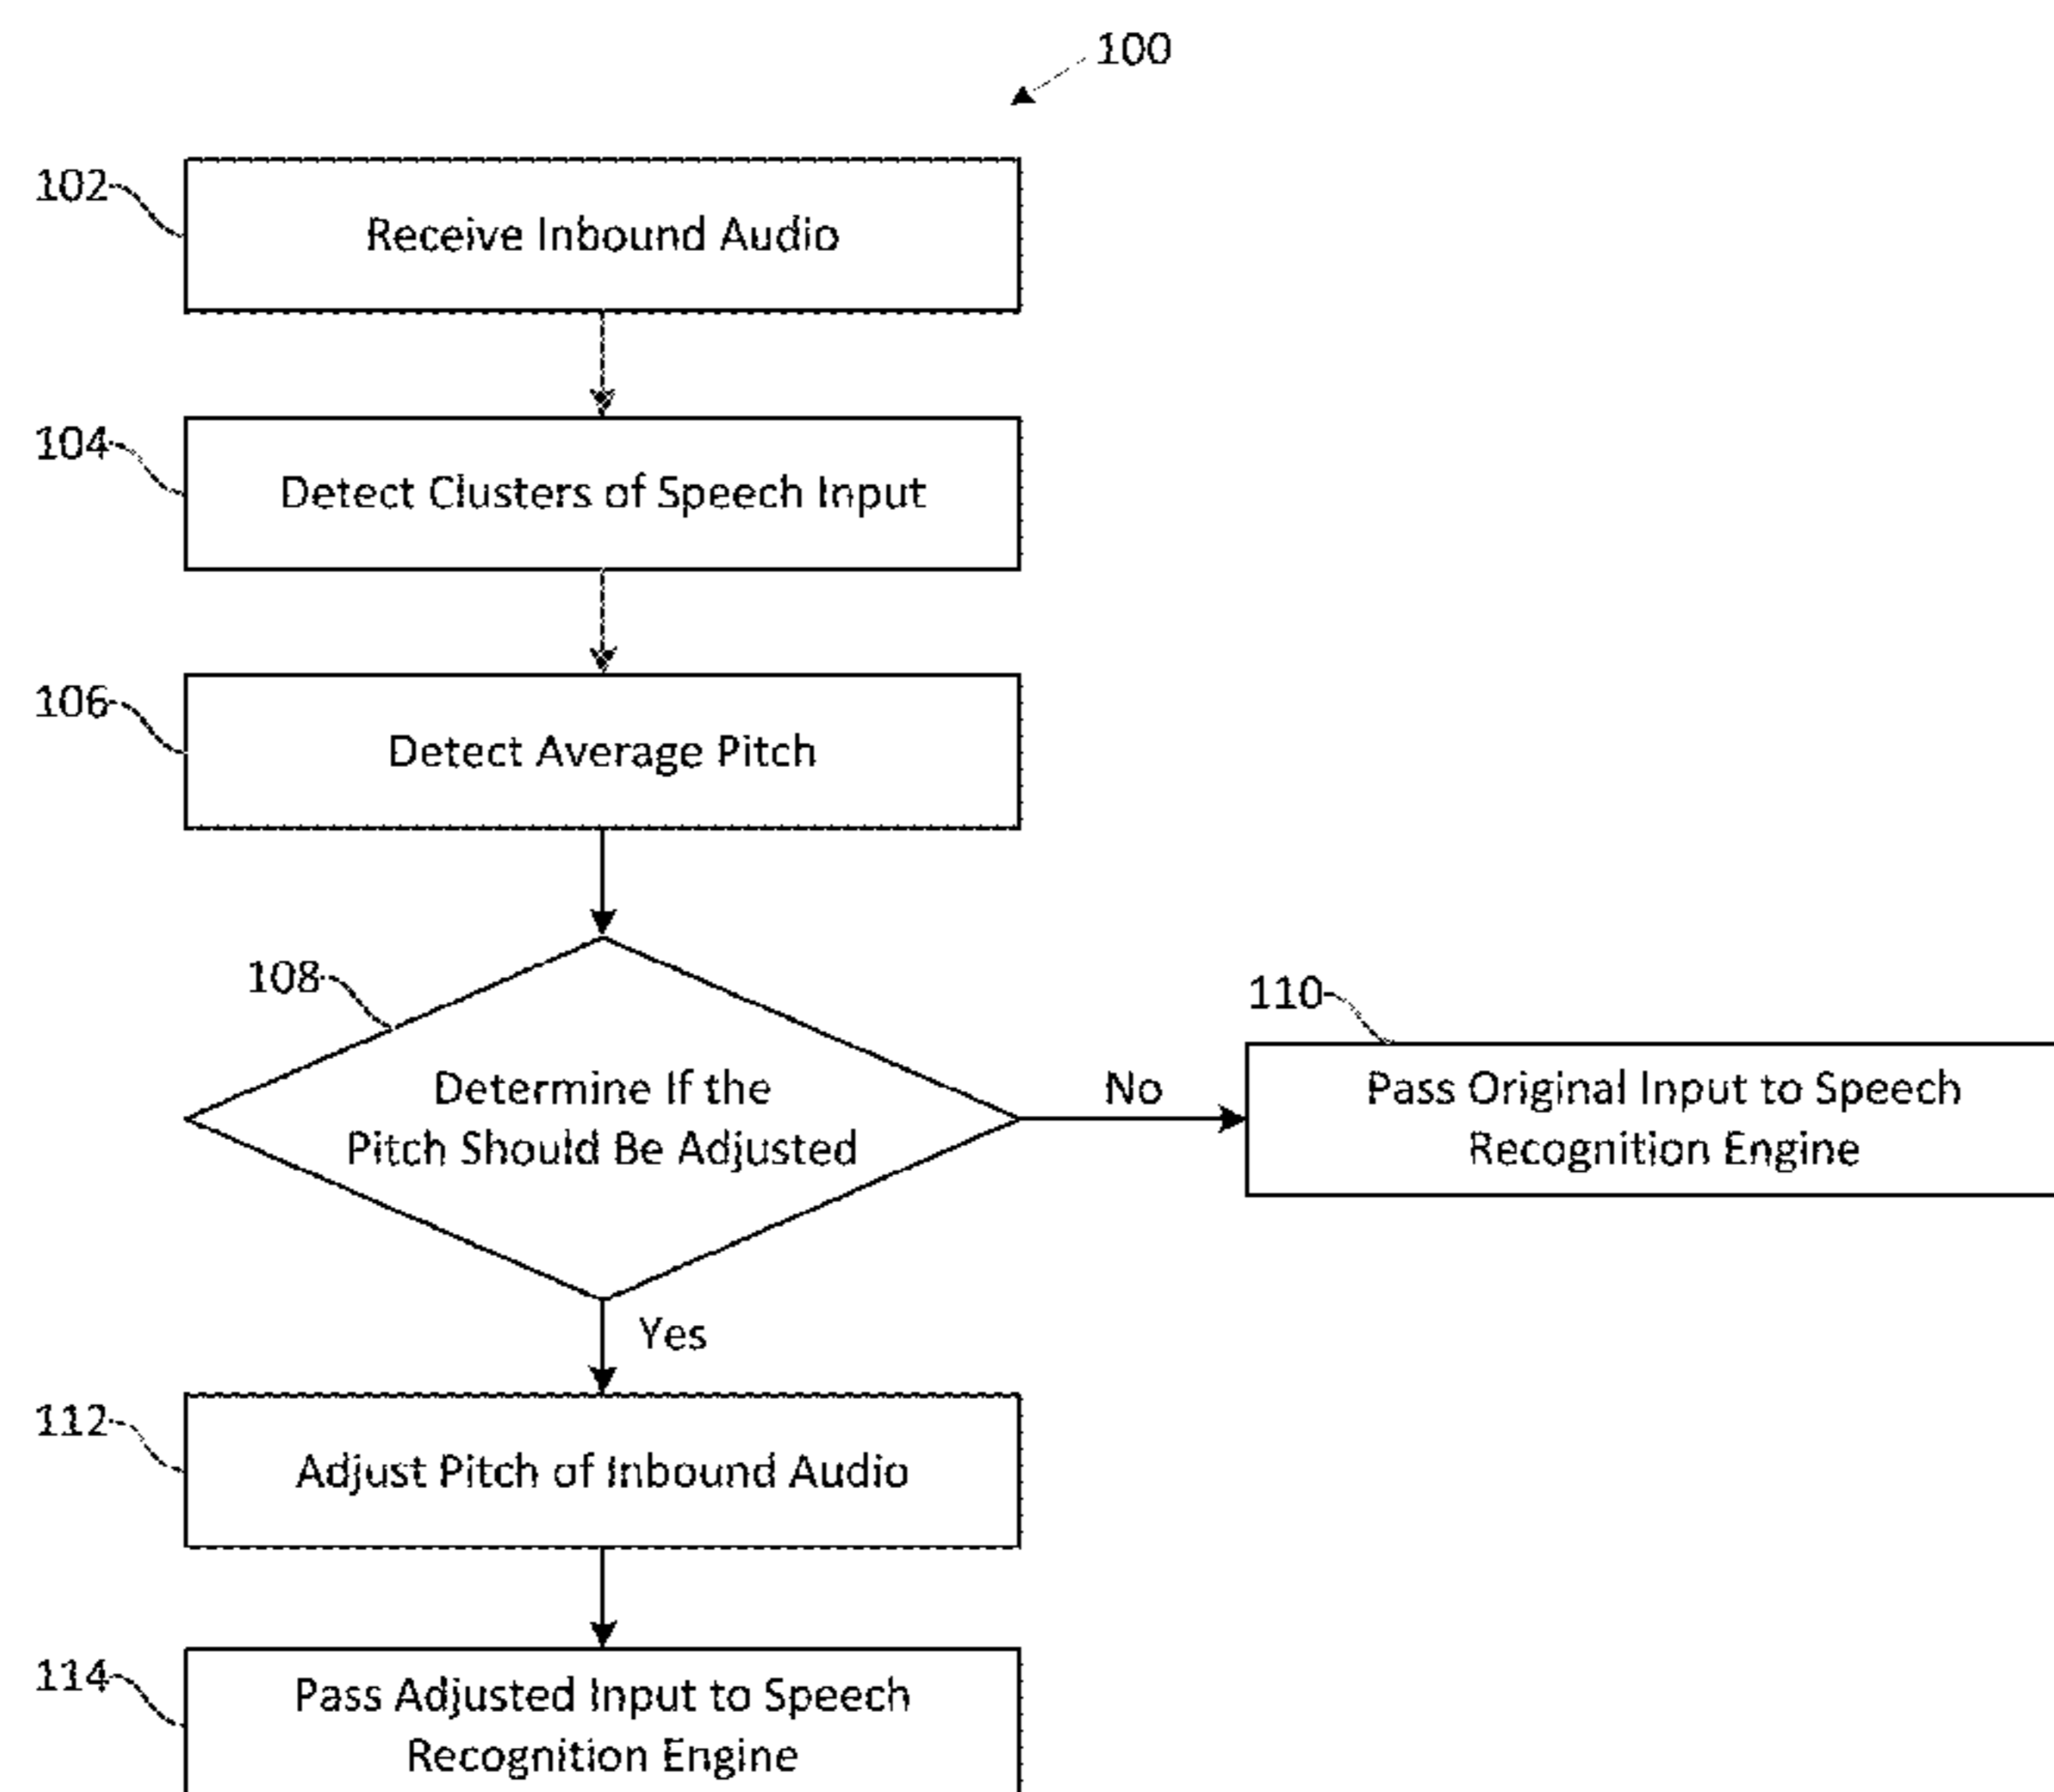 100
102
Receive Inbound Audio
104
Detect Clusters of Speech Input
106
Detect Average Pitch
108
Determine If the
Pitch Should Be Adjusted
No
110
Pass Original Input to Speech
Recognition Engine
Yes
112
Adjust Pitch of Inbound Audio
114
Pass Adjusted Input to Speech
Recognition Engine